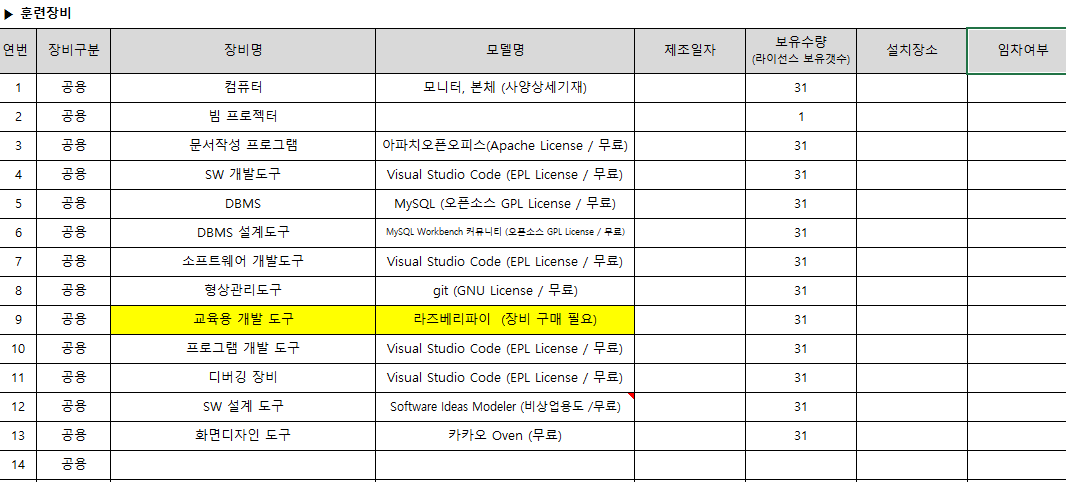 ▶ 훈련장비
연번 장비구분 장비명 모델명 제조일자 보유수량 설치장소 임차여부
(라이선스 보유갯수)
1 공용 컴퓨터 모니터, 본체 (사양상세기재) 31
2 공용 빔 프로젝터 1
3 공용 문서작성 프로그램 아파치오픈오피스(Apache License / 무료) 31
4 공용 SW 개발도구 Visual Studio Code (EPL License / 무료) 31
5 공용 DBMS MySQL (오픈소스 GPL License / 무료) 31
6 공용 DBMS 설계도구 MySQL Workbench 커뮤니티 (오픈소스 GPL License / 무료) 31
7 공용 소프트웨어 개발도구 Visual Studio Code (EPL License / 무료) 31
8 공용 형상관리도구 git (GNU License / 무료) 31
9 공용 교육용 개발 도구 라즈베리파이 (장비 구매 필요) 31
10 공용 프로그램 개발 도구 Visual Studio Code (EPL License / 무료) 31
11 공용 디버깅 장비 Visual Studio Code (EPL License / 무료) 31
12 공용 SW 설계 도구 Software Ideas Modeler (비상업용도 /무료) 31
13 공용 화면디자인 도구 카카오 Oven (무료) 31
14 공용